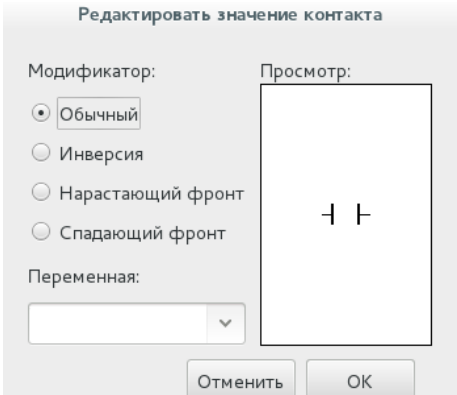 Редактировать значение контакта
Модификатор:
Просмотр:
Обычный
Инверсия
Нарастающий фронт
Спадающий фронт
Переменная:
Отменить
OK